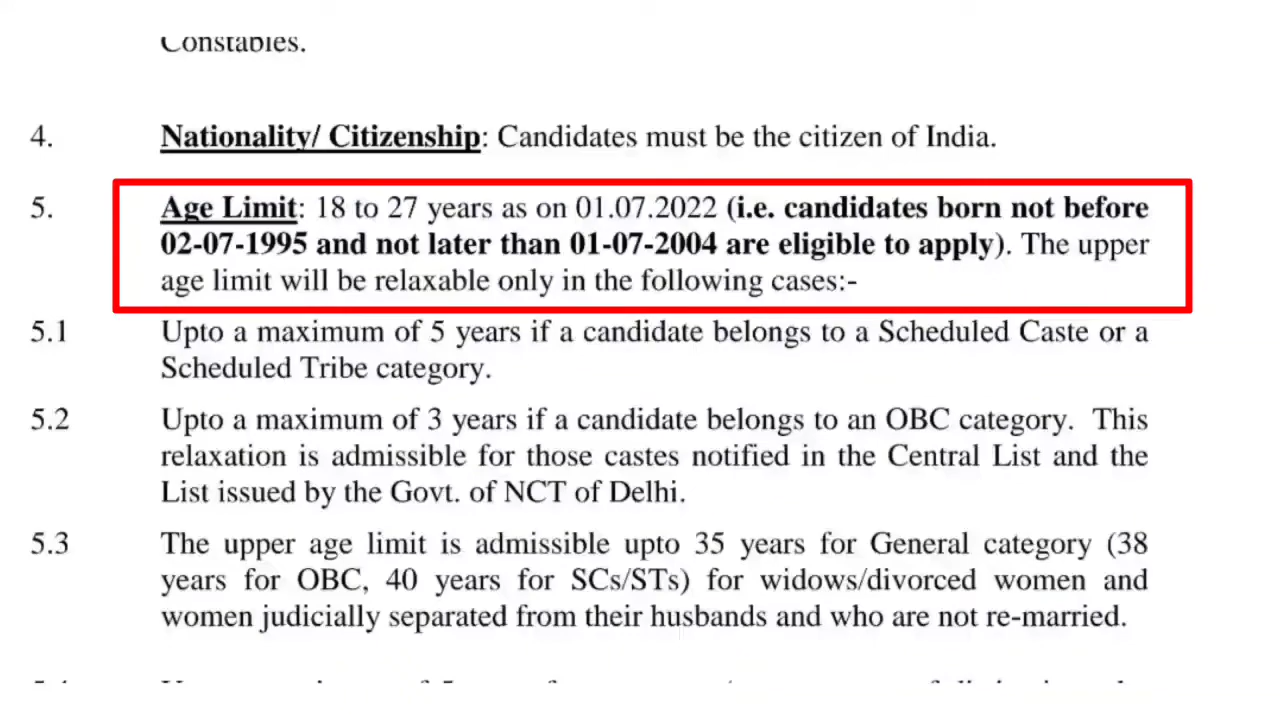 Constables.
4. Nationality/ Citizenship: Candidates must be the citizen of India.
5. Age Limit: 18 to 27 years as on 01.07.2022 (i.e. candidates born not before
02-07-1995 and not later than 01-07-2004 are eligible to apply). The upper
age limit will be relaxable only in the following cases:-
5.1 Upto a maximum of 5 years if a candidate belongs to a Scheduled Caste or a
Scheduled Tribe category.
5.2 Upto a maximum of 3 years if a candidate belongs to an OBC category. This
relaxation is admissible for those castes notified in the Central List and the
List issued by the Govt. of NCT of Delhi.
5.3 The upper age limit is admissible upto 35 years for General category (38
years for OBC, 40 years for SCs/STs) for widows/divorced women and
women judicially separated from their husbands and who are not re-married.